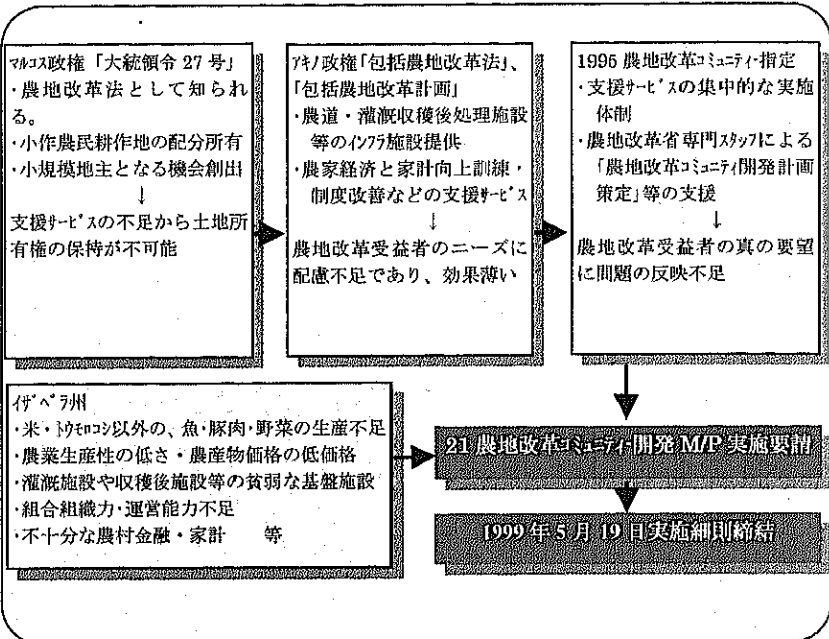 マルコス政権「大統領令 27 号」
・農地改革法として知られ
る。
・小作農民耕作地の配分所有
・小規模地主となる機会創出
↓
支援サービスの不足から土地所
有権の保持が不可能
アキノ政権「包括農地改革法」、
「包括農地改革計画」
・農道・灌漑収穫後処理施設
等のインフラ施設提供
・農家経済と家計向上訓練・
制度改善などの支援サービス
↓
農地改革受益者のニーズに
配慮不足であり、効果薄い
1995 農地改革コミュニティ・指定
・支援サービスの集中的な実施
体制
・農地改革省専門スタッフによる
「農地改革コミュニティ開発計画
策定」等の支援
↓
農地改革受益者の真の要望
に問題の反映不足
イザベラ州
・米・トウモロコシ以外の、魚・豚肉・野菜の生産不足
・農業生産性の低さ・農産物価格の低価格
・灌漑施設や収穫後施設等の貧弱な基盤施設
・組合組織力・運営能力不足
・不十分な農村金融・家計　等
21 農地改革コミュニティ・開発 M/P 実施要請
1999 年 5 月 19 日実施細則締結